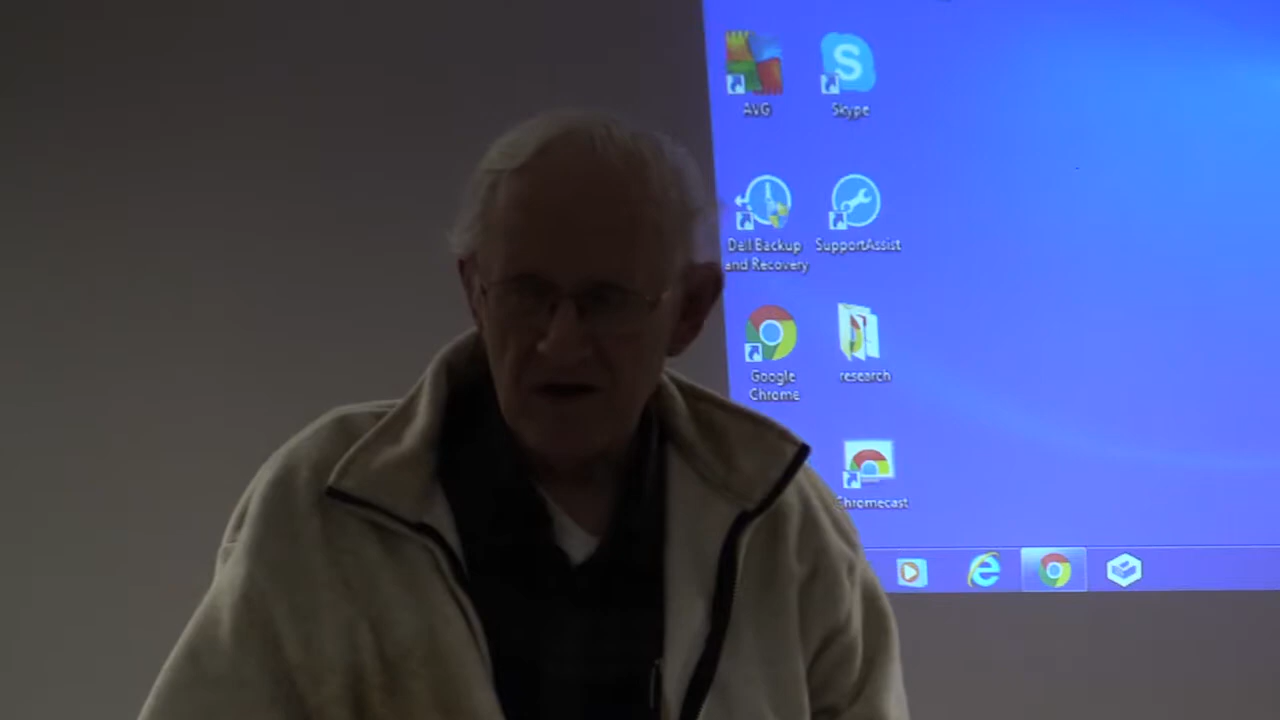 AVG
Skype
Dell Backup
and Recovery
SupportAssist
Google
Chrome
research
Chromecast